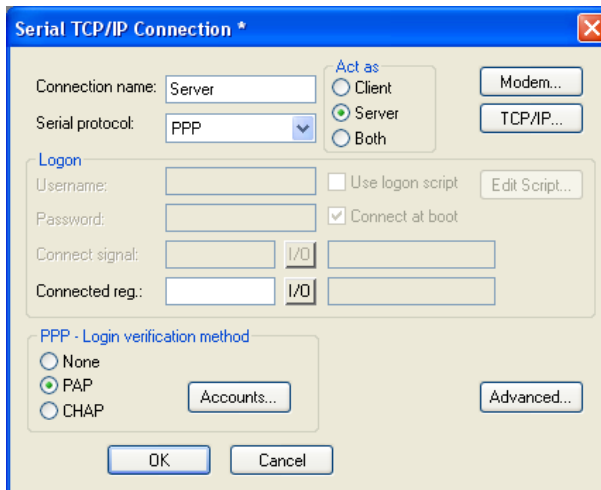 Serial TCP/IP Connection *
Act as
Connection name: Server
Client
Modem...
Serial protocol: PPP
Server
TCP/IP...
Both
Logon
Username:
Use logon script
Edit Script...
Password:
Connect at boot
Connect signal:
I/O
Connected reg.:
I/O
PPP - Login verification method
None
PAP
Accounts...
Advanced...
CHAP
OK
Cancel